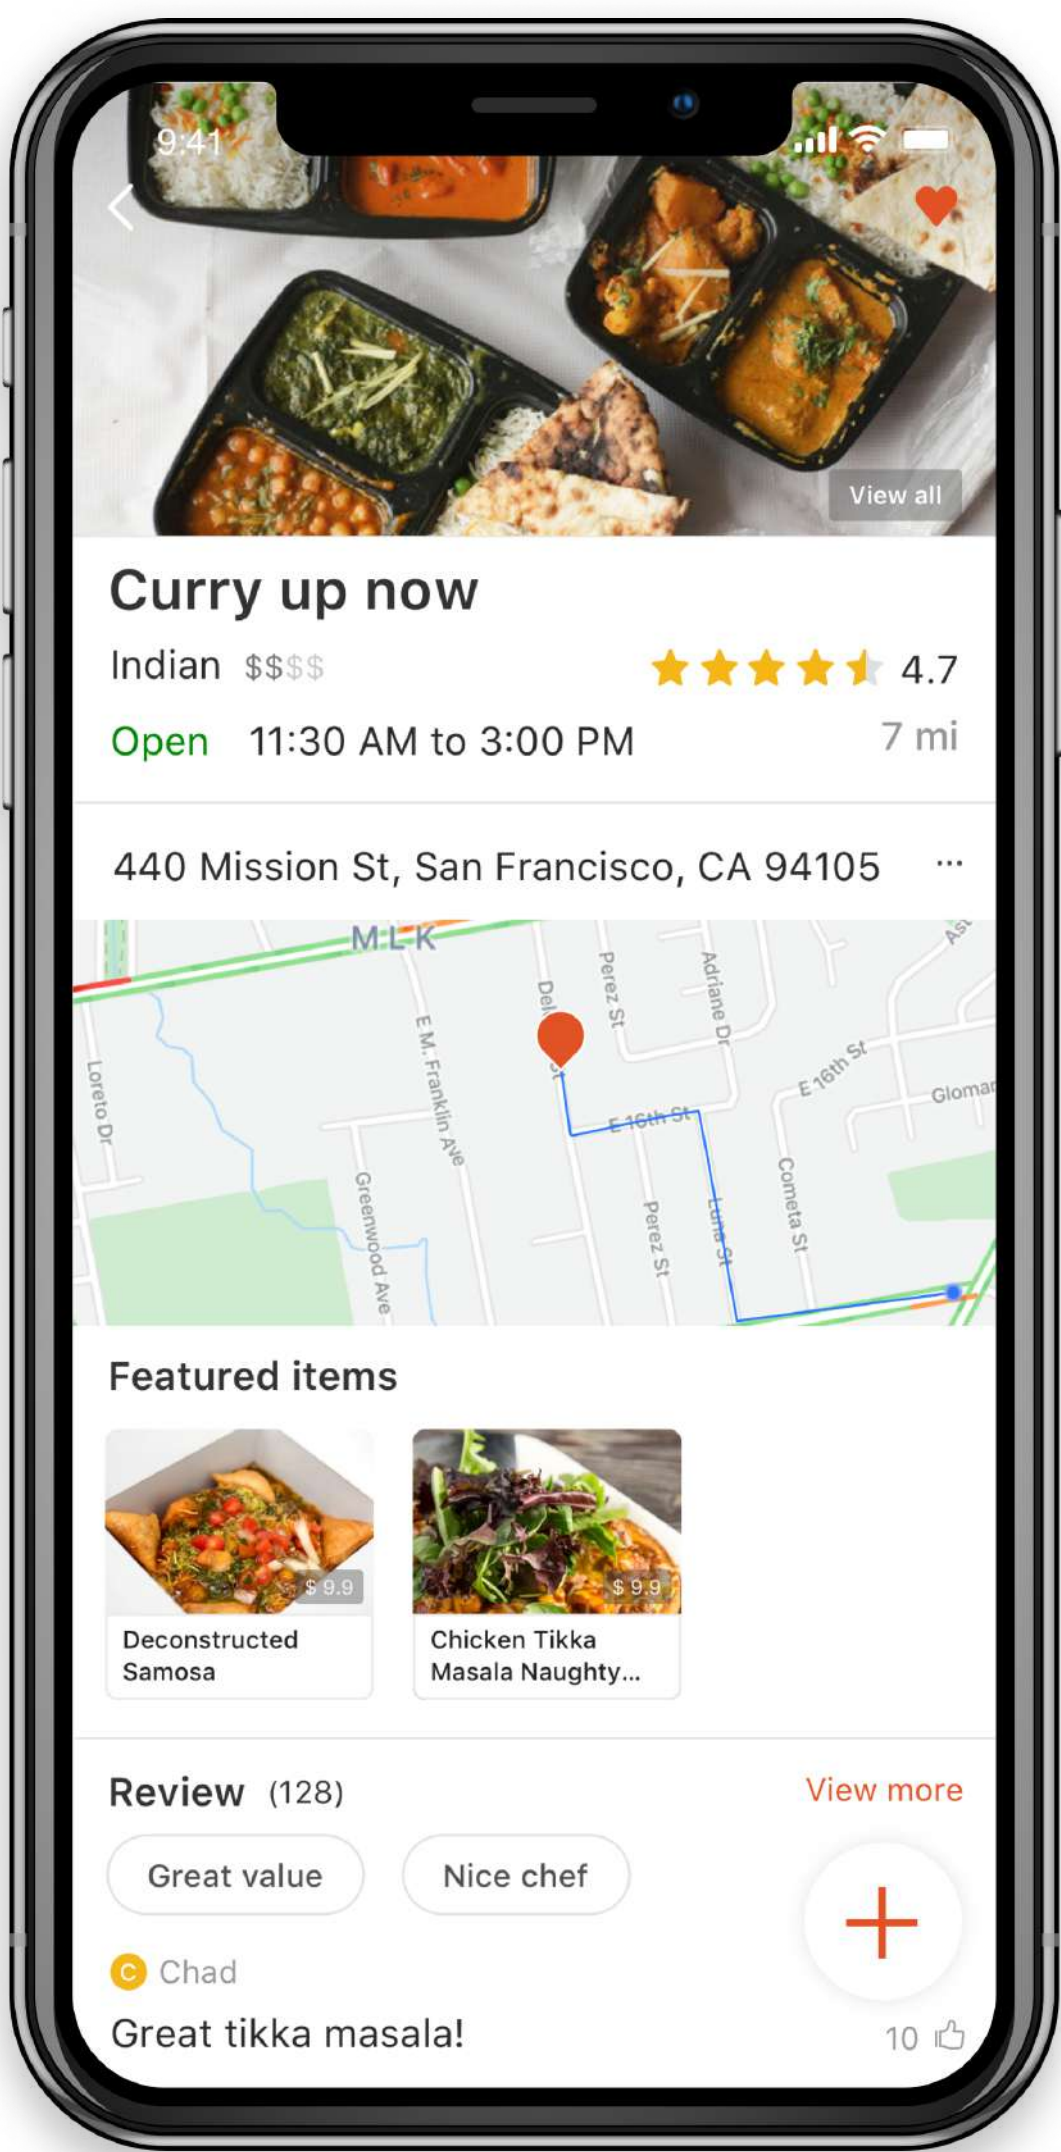 9:41
View all
Curry up now
Indian $$$$
4.7
Open 11:30 AM to 3:00 PM
7 mi
440 Mission St, San Francisco, CA 94105 ...
MLK
Perez St
Adriane Dr
Loreto Dr
E M. Franklin Ave
E 16th St
Glomar
E 16th St
Greenwood Ave
Perez St
Luna St
Cometa St
Featured items
$ 9.9
$ 9.9
Deconstructed
Samosa
Chicken Tikka
Masala Naughty...
Review (128)
View more
Great value
Nice chef
C Chad
Great tikka masala!
10